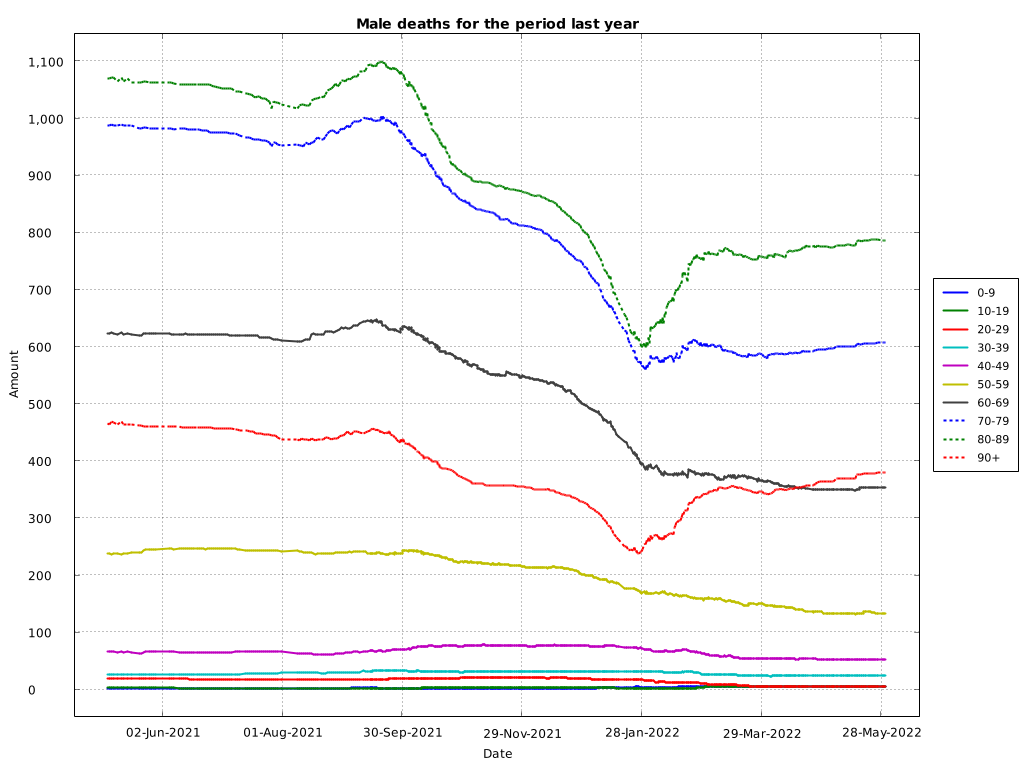 Male deaths for the period last year
1,100
1,000
900
800
700
600
500
400
300
200
100
0
Amount
02-Jun-2021
01-Aug-2021
30-Sep-2021
29-Nov-2021
28-Jan-2022
29-Mar-2022
28-May-2022
Date
0-9
10-19
20-29
30-39
40-49
50-59
60-69
70-79
80-89
90+